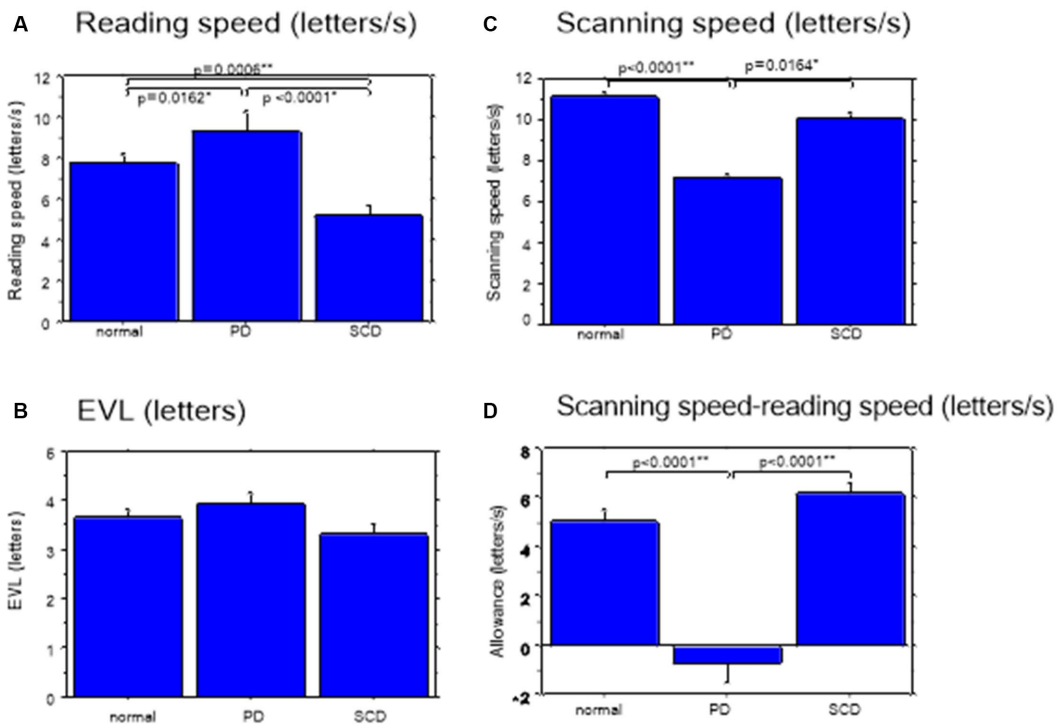 A Reading speed (letters/s)
p=0.0006**
p=0.0162*
p <0.0001*
12
10
8
6
4
2
0
Reading speed (letters/s)
normal PD SCD
C Scanning speed (letters/s)
p<0.0001** p=0.0164*
12
10
8
6
4
2
0
Scanning speed (letters/s)
normal PD SCD
B EVL (letters)
5
4
3
2
1
0
EVL (letters)
normal PD SCD
D Scanning speed-reading speed (letters/s)
p<0.0001** p<0.0001**
8
6
4
2
0
-2
Allowance (letters/s)
normal PD SCD